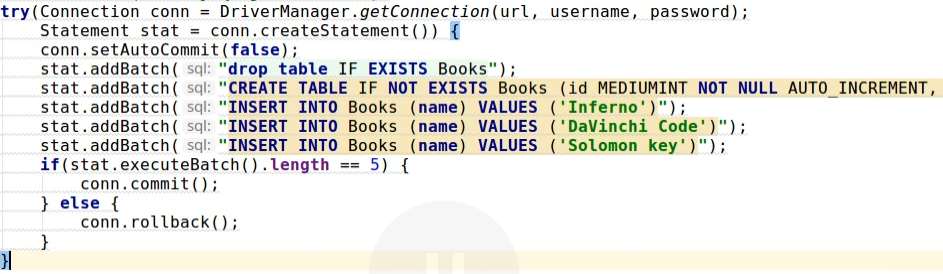 try(Connection conn = DriverManager.getConnection(url, username, password);
    Statement stat = conn.createStatement()) {
    conn.setAutoCommit(false);
    stat.addBatch( sql: "drop table IF EXISTS Books");
    stat.addBatch( sql: "CREATE TABLE IF NOT EXISTS Books (id MEDIUMINT NOT NULL AUTO_INCREMENT,
    stat.addBatch( sql: "INSERT INTO Books (name) VALUES ('Inferno')");
    stat.addBatch( sql: "INSERT INTO Books (name) VALUES ('DaVinchi Code')");
    stat.addBatch( sql: "INSERT INTO Books (name) VALUES ('Solomon key')");
    if(stat.executeBatch().length == 5) {
        conn.commit();
    } else {
        conn.rollback();
    }
}